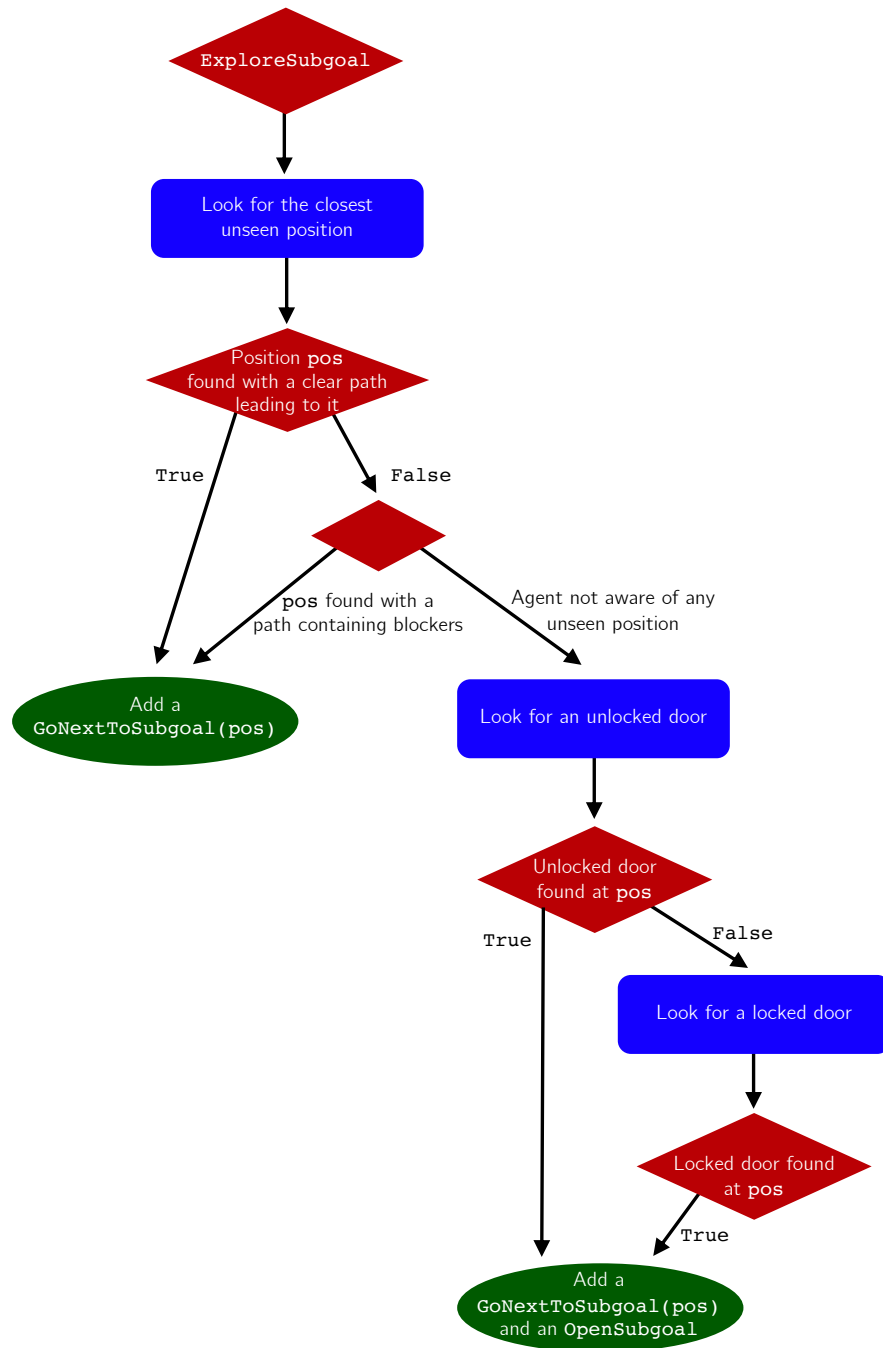 ExploreSubgoal
Look for the closest
unseen position
Position pos
found with a clear path
leading to it
True
False
pos found with a
path containing blockers
Agent not aware of any
unseen position
Add a
GoNextToSubgoal(pos)
Look for an unlocked door
Unlocked door
found at pos
True
False
Look for a locked door
Locked door found
at pos
True
Add a
GoNextToSubgoal(pos)
and an OpenSubgoal